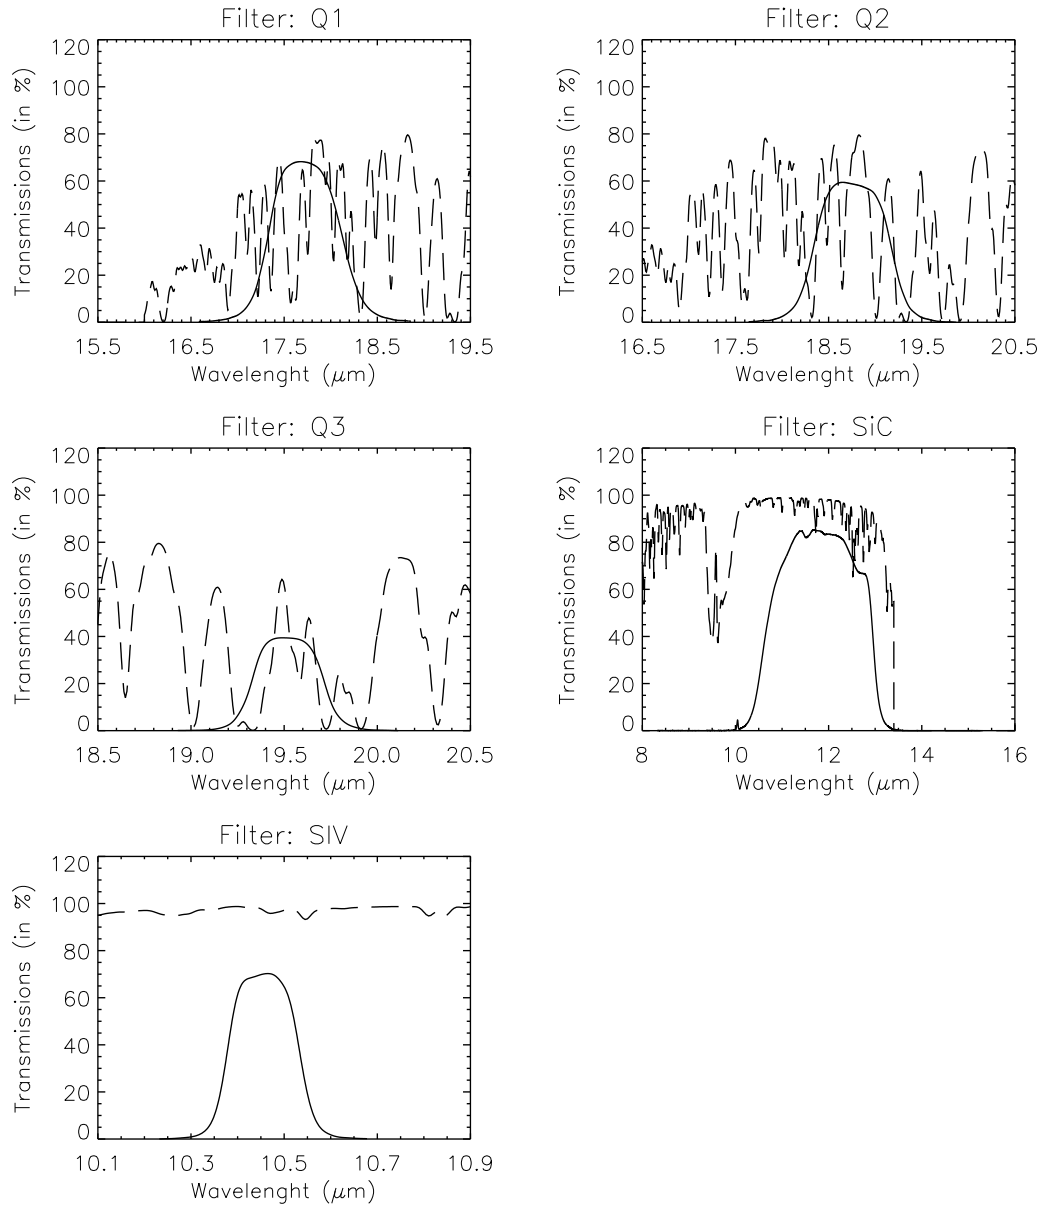 Filter: Q1
120
100
80
60
40
20
0
Transmissions (in %)
15.5 16.5 17.5 18.5 19.5
Wavelenght (μm)
Filter: Q2
120
100
80
60
40
20
0
Transmissions (in %)
16.5 17.5 18.5 19.5 20.5
Wavelenght (μm)
Filter: Q3
120
100
80
60
40
20
0
Transmissions (in %)
18.5 19.0 19.5 20.0 20.5
Wavelenght (μm)
Filter: SiC
120
100
80
60
40
20
0
Transmissions (in %)
8 10 12 14 16
Wavelenght (μm)
Filter: SIV
120
100
80
60
40
20
0
Transmissions (in %)
10.1 10.3 10.5 10.7 10.9
Wavelenght (μm)